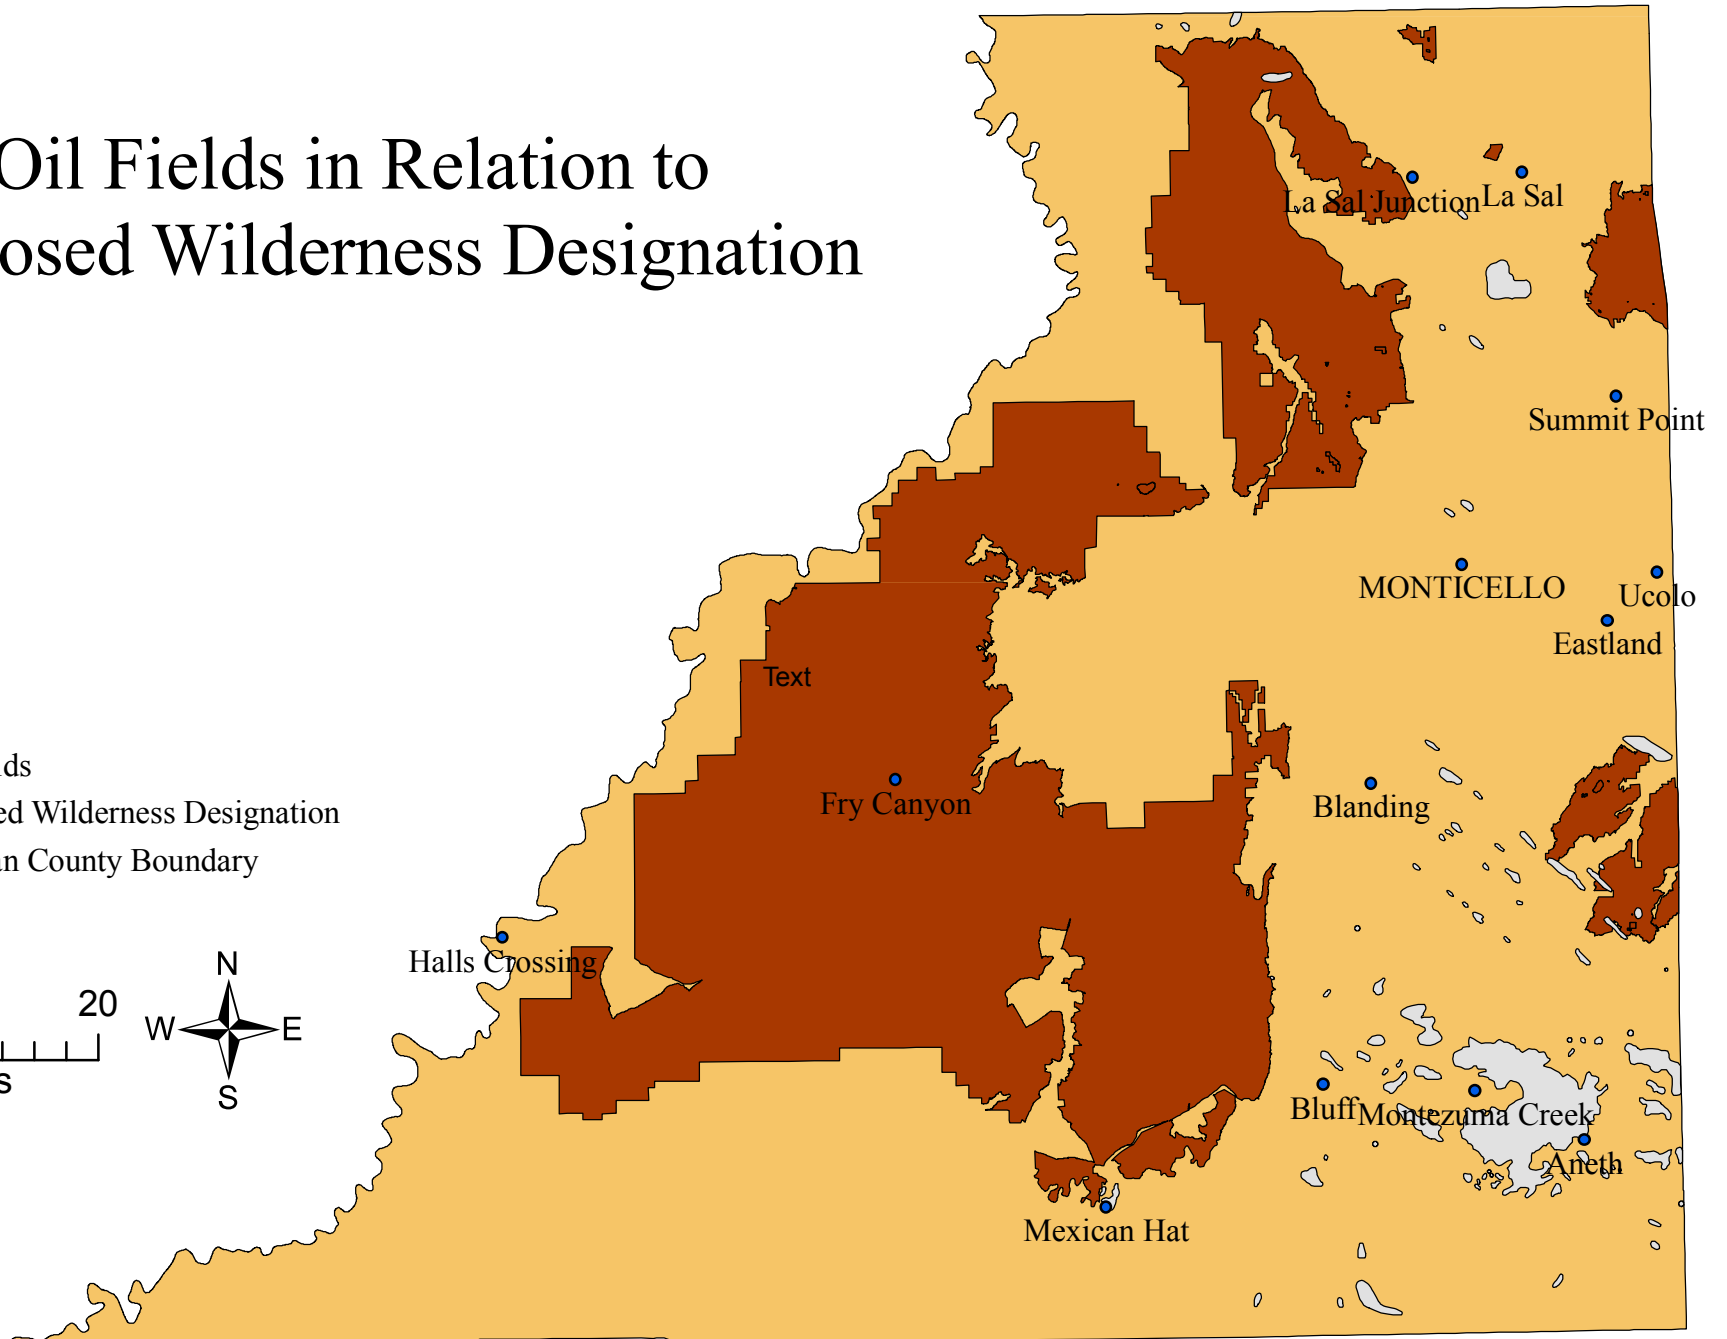 Oil Fields in Relation to
osed Wilderness Designation
La Sal Junction
La Sal
Summit Point
MONTICELLO
Ucolo
Eastland
Text
lds
Fry Canyon
Blanding
ed Wilderness Designation
an County Boundary
Halls Crossing
N
20
W
E
s
S
Bluff
Montezuma Creek
Aneth
Mexican Hat